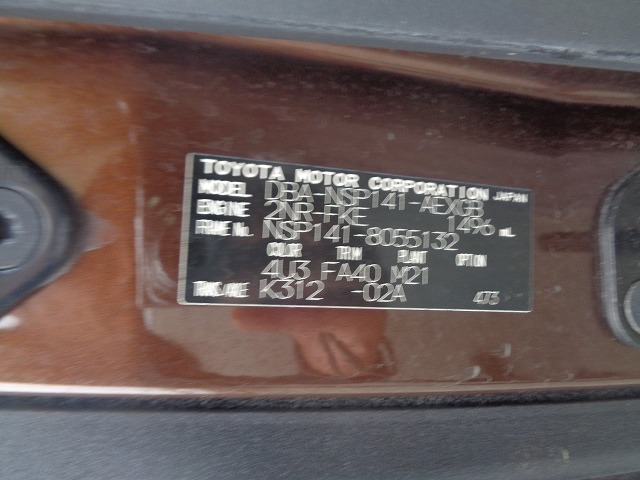 TOYOTA MOTOR CORPORATION JAPAN
MODEL DBA-NSP141-AEXGB
ENGINE 2NR-FKE 1496 mL
FRAME No. NSP141-8055132
COLOR TRIM PLANT OPTION
4U3 FA40 M21
TRANS/AXLE K312 -02A 473